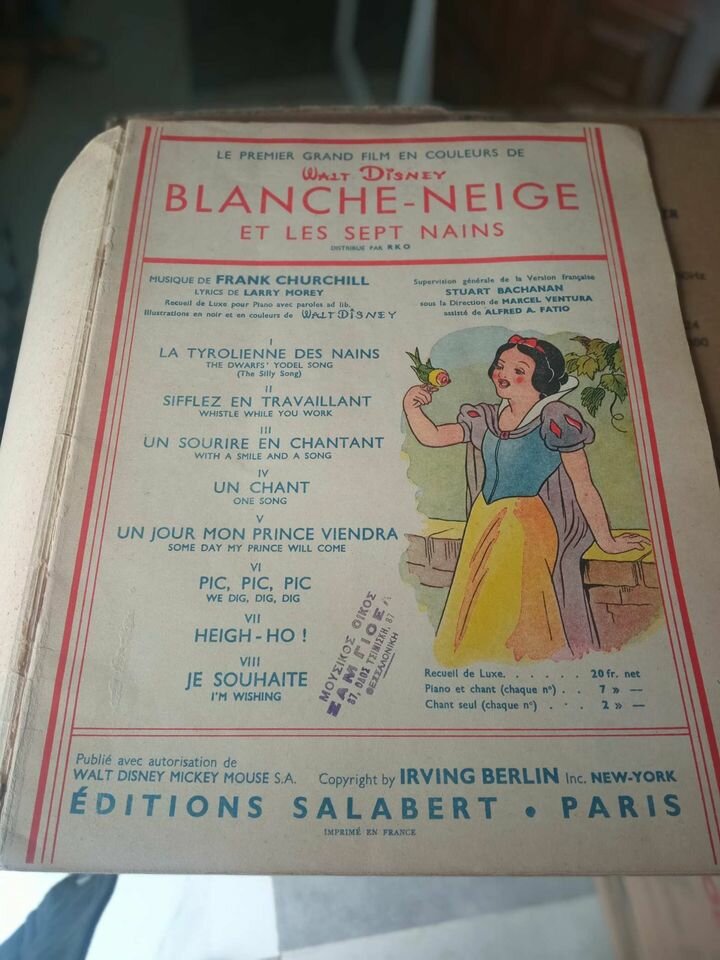 LE PREMIER GRAND FILM EN COULEURS DE
WALT DISNEY
BLANCHE-NEIGE
ET LES SEPT NAINS
DISTRIBUÉ PAR RKO
MUSIQUE DE FRANK CHURCHILL
LYRICS DE LARRY MOREY
Recueil de Luxe pour Piano avec paroles ad lib.
Illustrations en noir et en couleurs de WALT DISNEY
Supervision générale de la Version française
STUART BACHANAN
sous la Direction de MARCEL VENTURA
assisté de ALFRED A. FATIO
I
LA TYROLIENNE DES NAINS
THE DWARFS' YODEL SONG
(The Silly Song)
II
SIFFLEZ EN TRAVAILLANT
WHISTLE WHILE YOU WORK
III
UN SOURIRE EN CHANTANT
WITH A SMILE AND A SONG
IV
UN CHANT
ONE SONG
V
UN JOUR MON PRINCE VIENDRA
SOME DAY MY PRINCE WILL COME
VI
PIC, PIC, PIC
WE DIG, DIG, DIG
VII
HEIGH-HO !
VIII
JE SOUHAITE
I'M WISHING
ΜΟΥΣΙΚΟΣ ΟΙΚΟΣ
87, ΟΔΟΣ ΤΣΙΜΙΣΚΗ, 87
ΘΕΣΣΑΛΟΝΙΚΗ
Recueil de Luxe. . . . . . 20 fr. net
Piano et chant (chaque n°) . . 7 » —
Chant seul (chaque n°) . . . 2 » —
Publié avec autorisation de
WALT DISNEY MICKEY MOUSE S.A. Copyright by IRVING BERLIN Inc. NEW-YORK
ÉDITIONS SALABERT • PARIS
IMPRIMÉ EN FRANCE